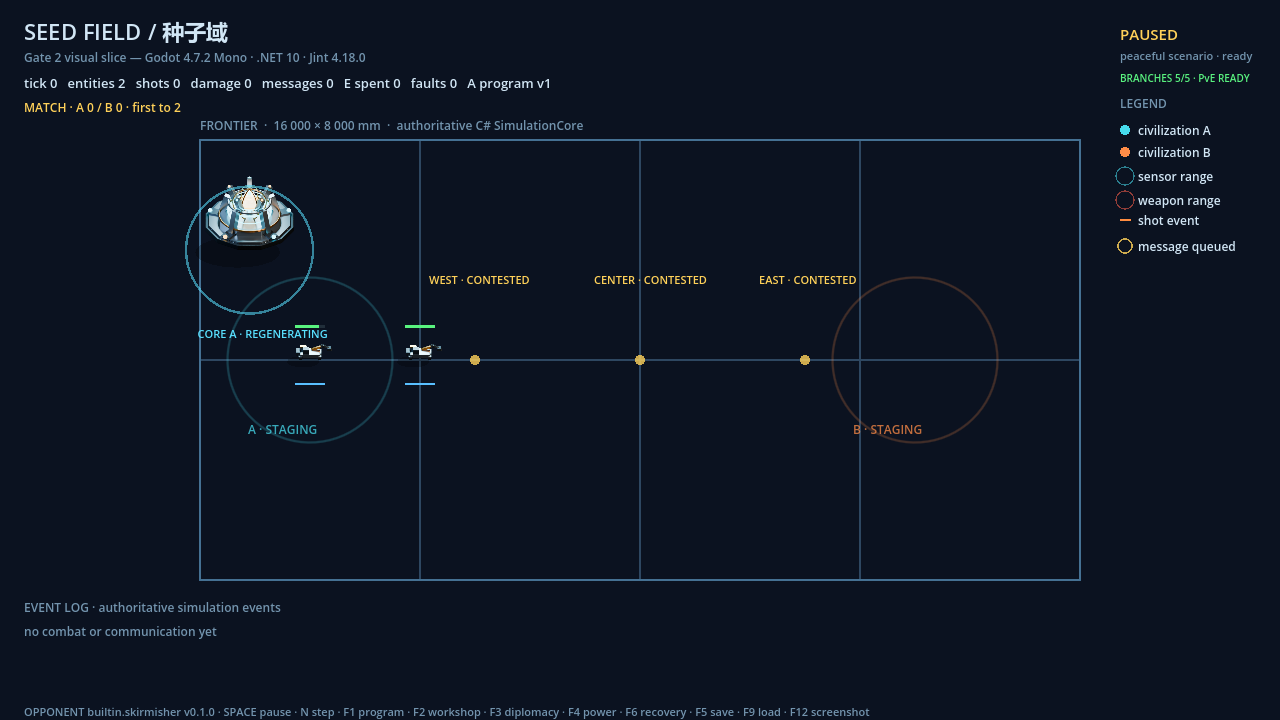 SEED FIELD / 种子域
Gate 2 visual slice — Godot 4.7.2 Mono · .NET 10 · Jint 4.18.0
tick 0 entities 2 shots 0 damage 0 messages 0 E spent 0 faults 0 A program v1
MATCH · A 0 / B 0 · first to 2
FRONTIER · 16 000 × 8 000 mm · authoritative C# SimulationCore
PAUSED
peaceful scenario · ready
BRANCHES 5/5 · PvE READY
LEGEND
civilization A
civilization B
sensor range
weapon range
shot event
message queued
WEST · CONTESTED
CENTER · CONTESTED
EAST · CONTESTED
CORE A · REGENERATING
A · STAGING
B · STAGING
EVENT LOG · authoritative simulation events
no combat or communication yet
OPPONENT builtin.skirmisher v0.1.0 · SPACE pause · N step · F1 program · F2 workshop · F3 diplomacy · F4 power · F6 recovery · F5 save · F9 load · F12 screenshot